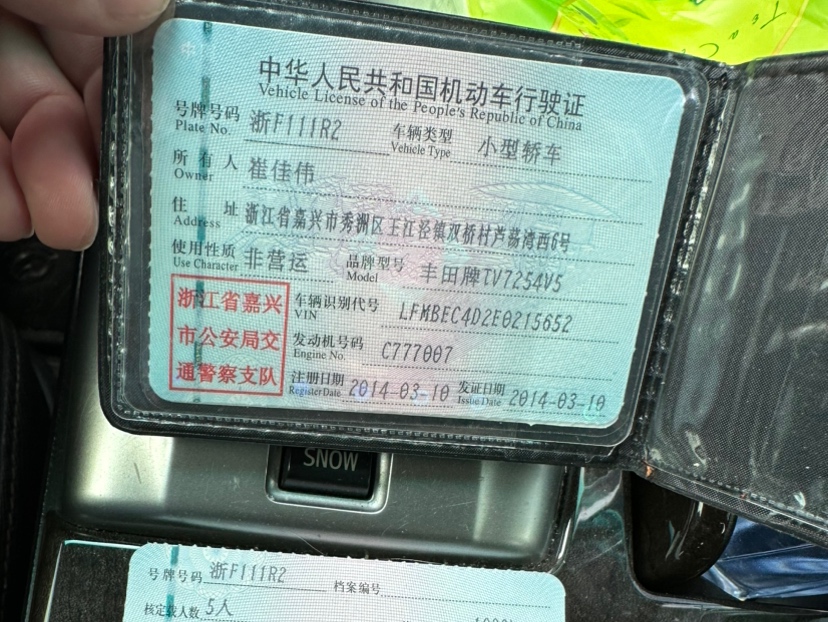 中华人民共和国机动车行驶证
Vehicle License of the People's Republic of China
号牌号码 浙F111R2 车辆类型 小型轿车
Plate No. Vehicle Type
所有人 崔佳伟
Owner
住址 浙江省嘉兴市秀洲区王江泾镇双桥村芦荡湾西6号
Address
使用性质 非营运 品牌型号 丰田牌TV7254V5
Use Character Model
浙江省嘉兴
市公安局交
通警察支队
车辆识别代号 LFMBEC4D2E0215652
VIN
发动机号码 C777007
Engine No.
注册日期 2014-03-10 发证日期 2014-03-10
Register Date Issue Date
SNOW
号牌号码 浙F111R2 档案编号
核定载人数 5人